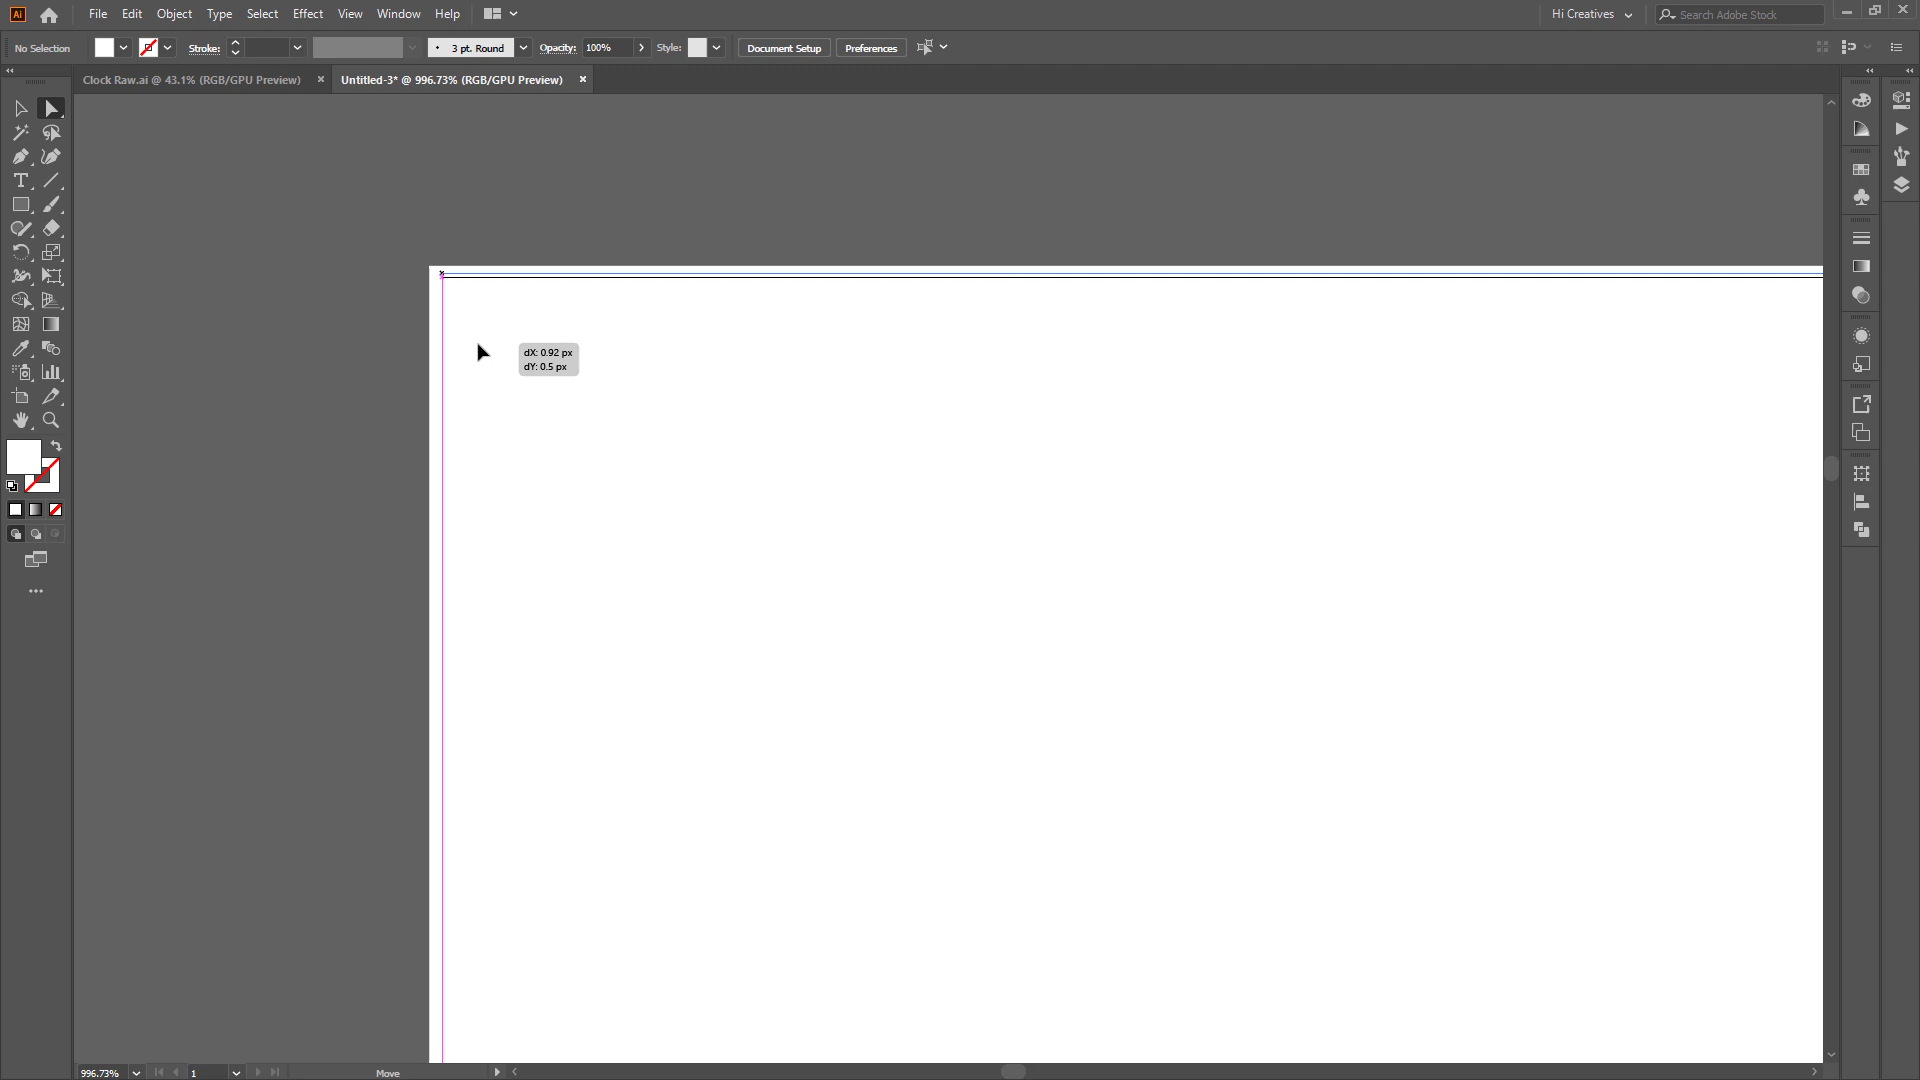 Ai
File Edit Object Type Select Effect View Window Help
Hi Creatives
Search Adobe Stock
No Selection
Stroke:
3 pt. Round
Opacity: 100%
Style:
Document Setup
Preferences
Clock Raw.ai @ 43.1% (RGB/GPU Preview) ×
Untitled-3* @ 996.73% (RGB/GPU Preview) ×
dX: 0.92 px
dY: 0.5 px
996.73%
1
Move